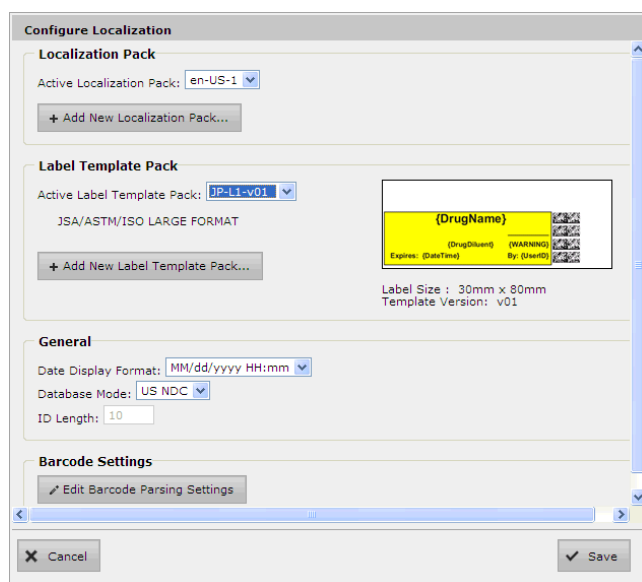 Configure Localization
Localization Pack
Active Localization Pack: en-US-1
+ Add New Localization Pack...
Label Template Pack
Active Label Template Pack: JP-L1-v01
JSA/ASTM/ISO LARGE FORMAT
+ Add New Label Template Pack...
{DrugName}
{DrugDiluent} {WARNING}
Expires: {DateTime} By: {UserID}
Label Size : 30mm x 80mm
Template Version: v01
General
Date Display Format: MM/dd/yyyy HH:mm
Database Mode: US NDC
ID Length: 10
Barcode Settings
Edit Barcode Parsing Settings
Cancel
Save